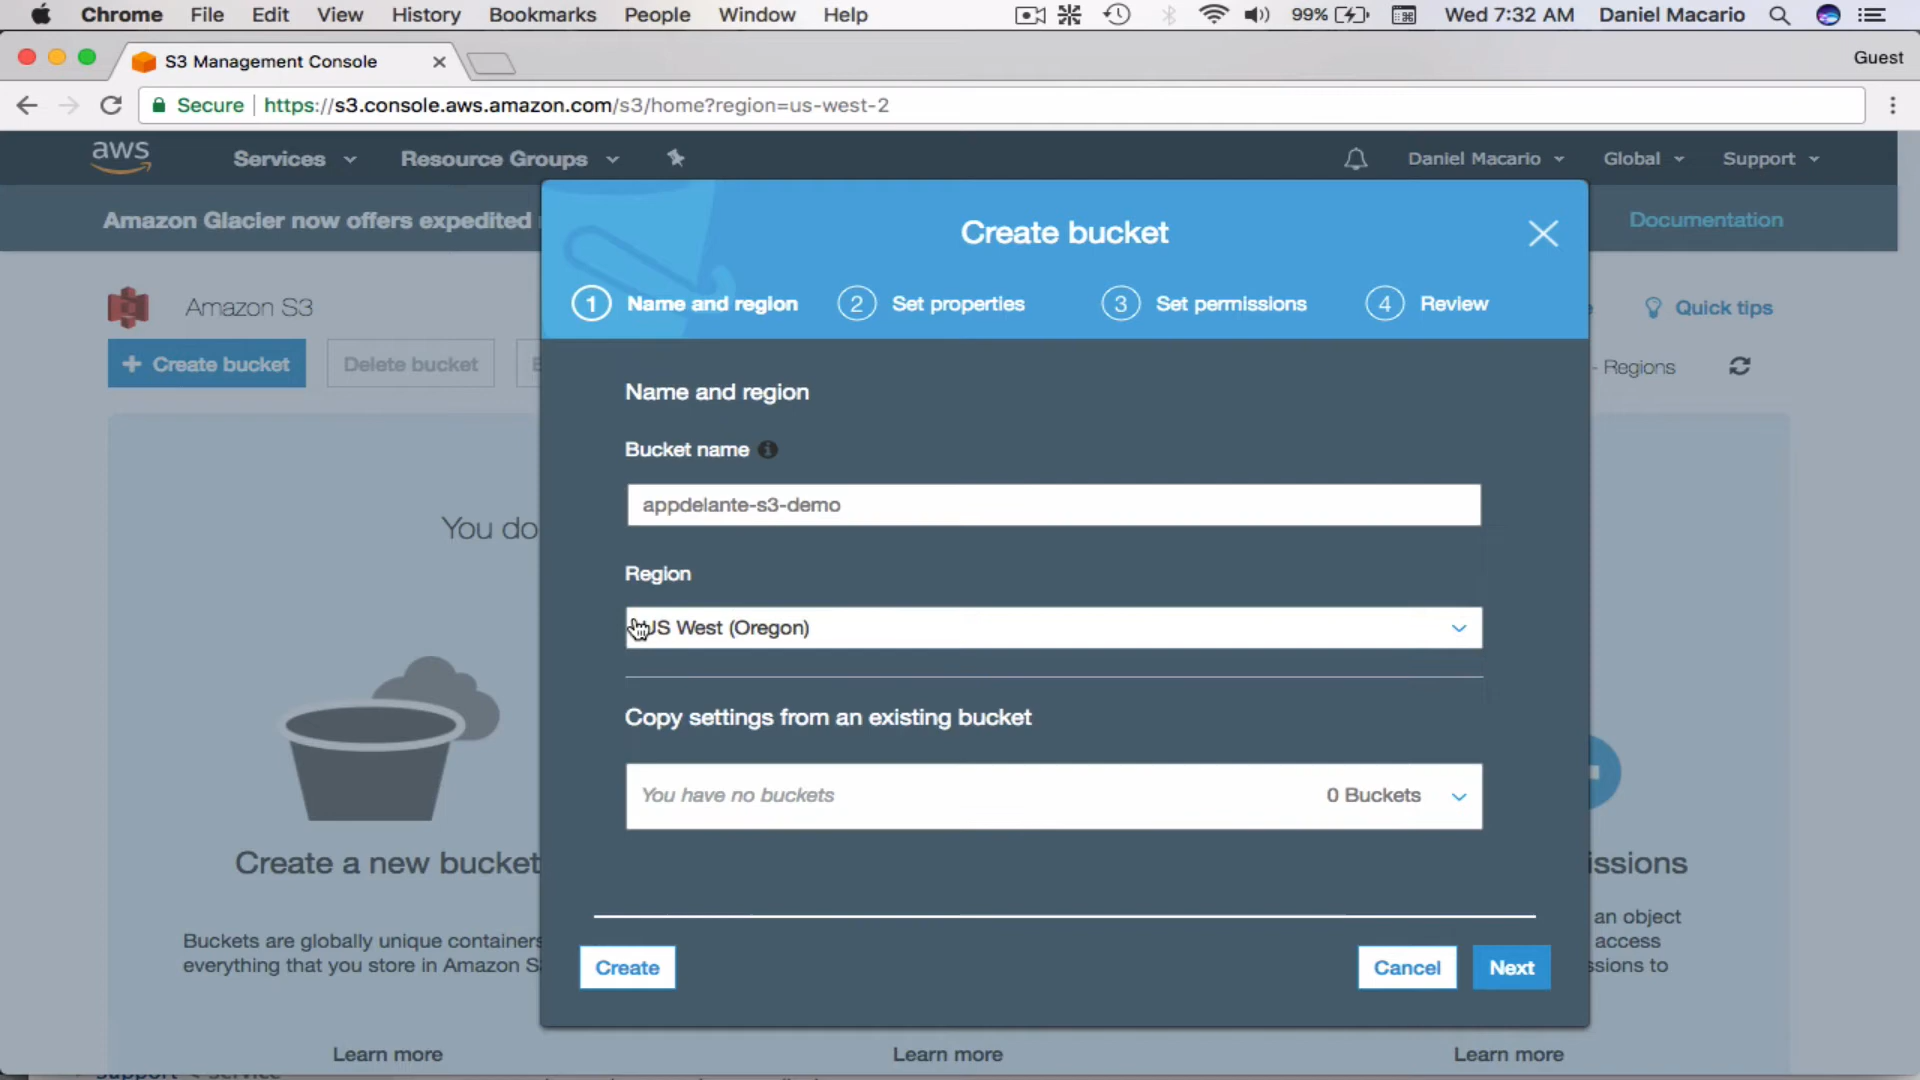 Chrome File Edit View History Bookmarks People Window Help 99% Wed 7:32 AM Daniel Macario
S3 Management Console Guest
Secure https://s3.console.aws.amazon.com/s3/home?region=us-west-2
aws Services Resource Groups Daniel Macario Global Support
Amazon Glacier now offers expedited Documentation
Create bucket
1 Name and region 2 Set properties 3 Set permissions 4 Review
Amazon S3 Quick tips
Create bucket Delete bucket Regions
Name and region
Bucket name
appdelante-s3-demo
You do
Region
US West (Oregon)
Copy settings from an existing bucket
You have no buckets 0 Buckets
Create a new bucket issions
Buckets are globally unique containers an object
everything that you store in Amazon S access
ssions to
Create Cancel Next
Learn more Learn more Learn more